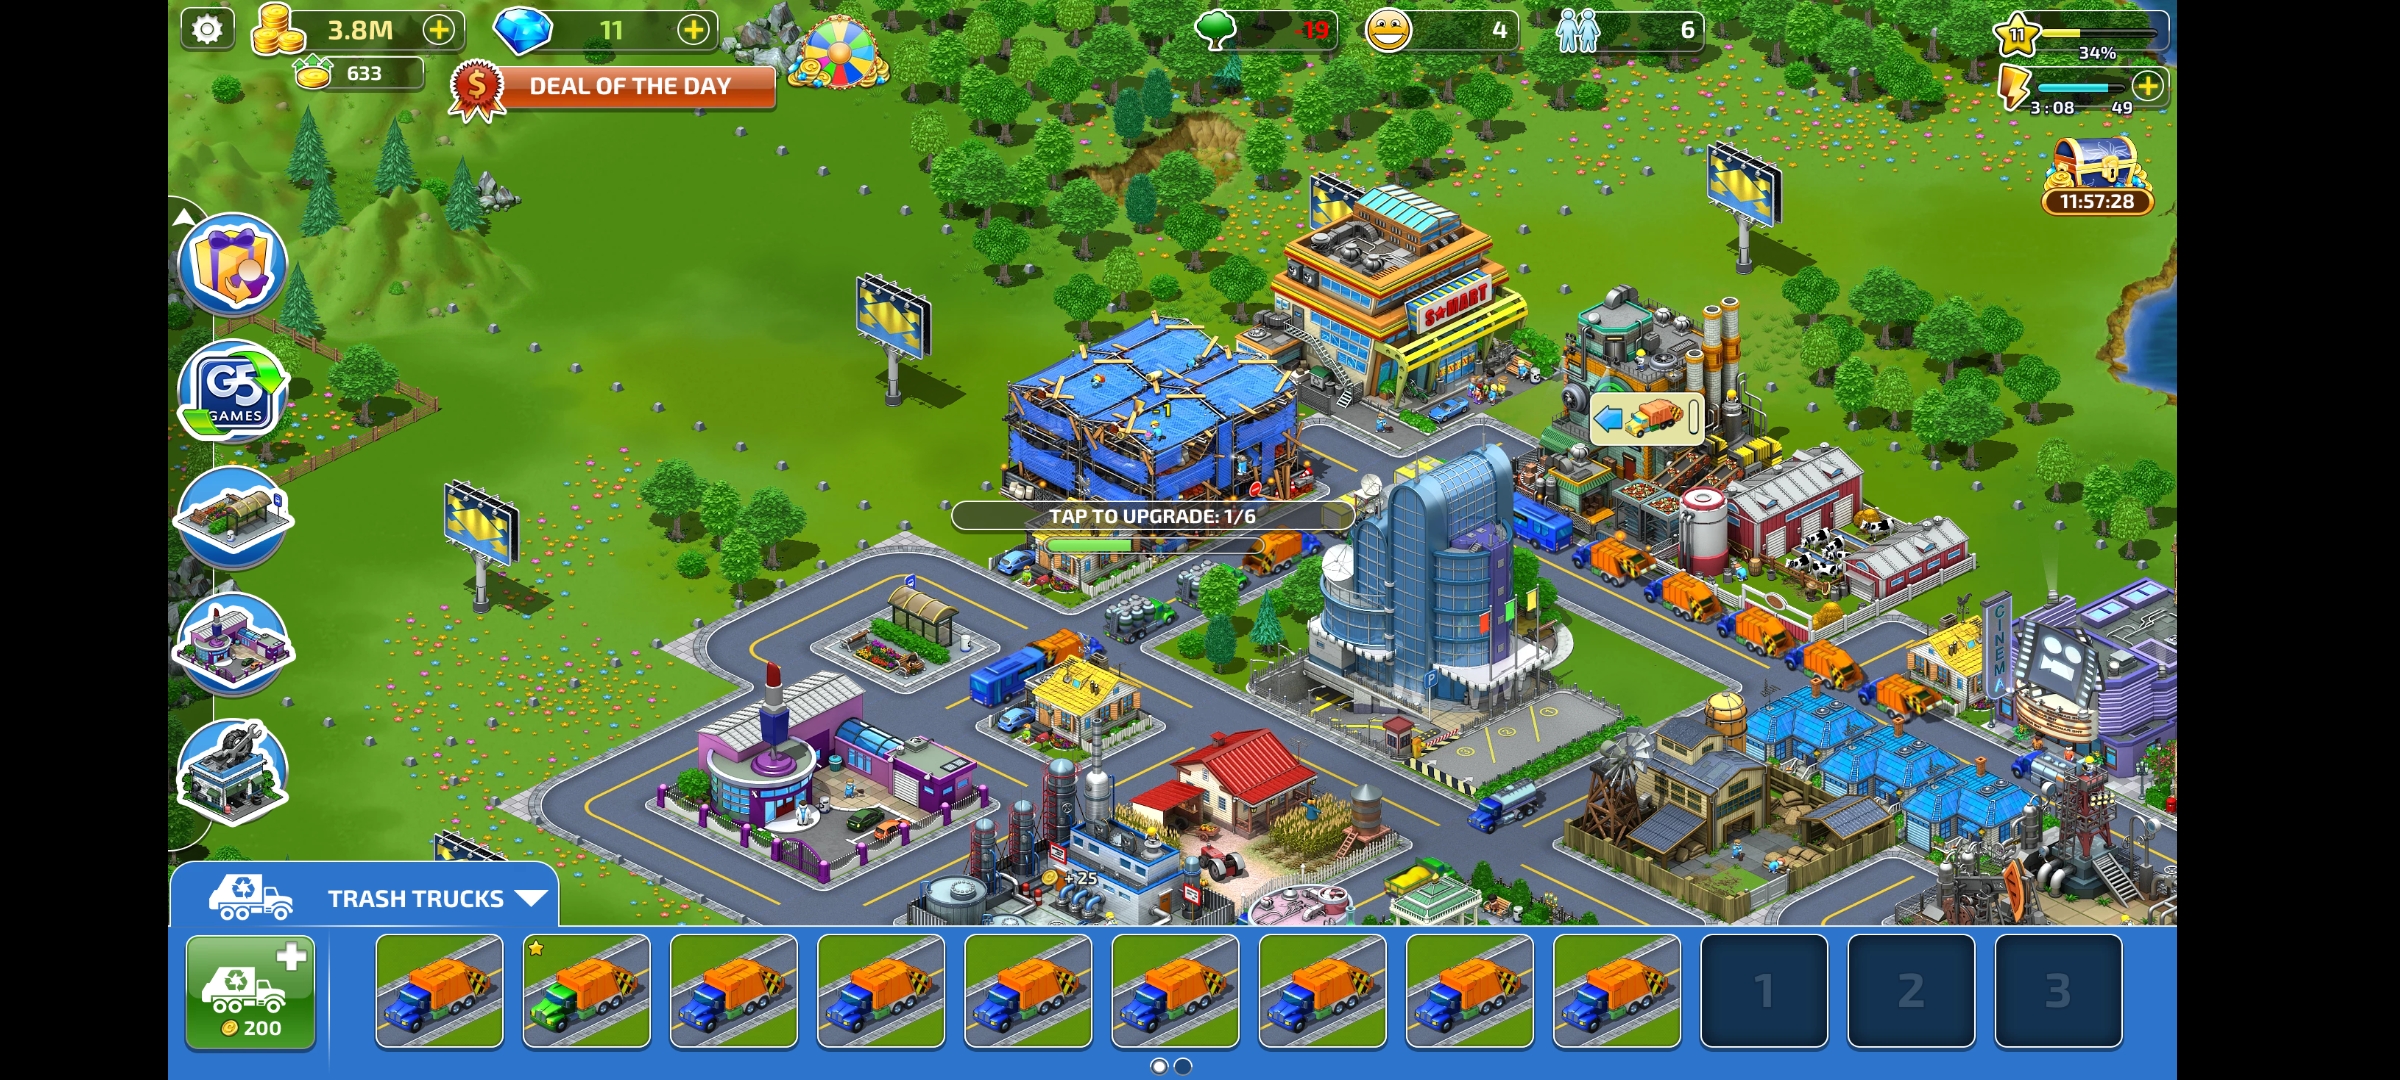 3.8M
11
-19
4
6
11
34%
633
DEAL OF THE DAY
3:08
49
11:57:28
S★MART
G5
GAMES
-1
TAP TO UPGRADE: 1/6
CINEMA
P
+25
TRASH TRUCKS
200
1
2
3